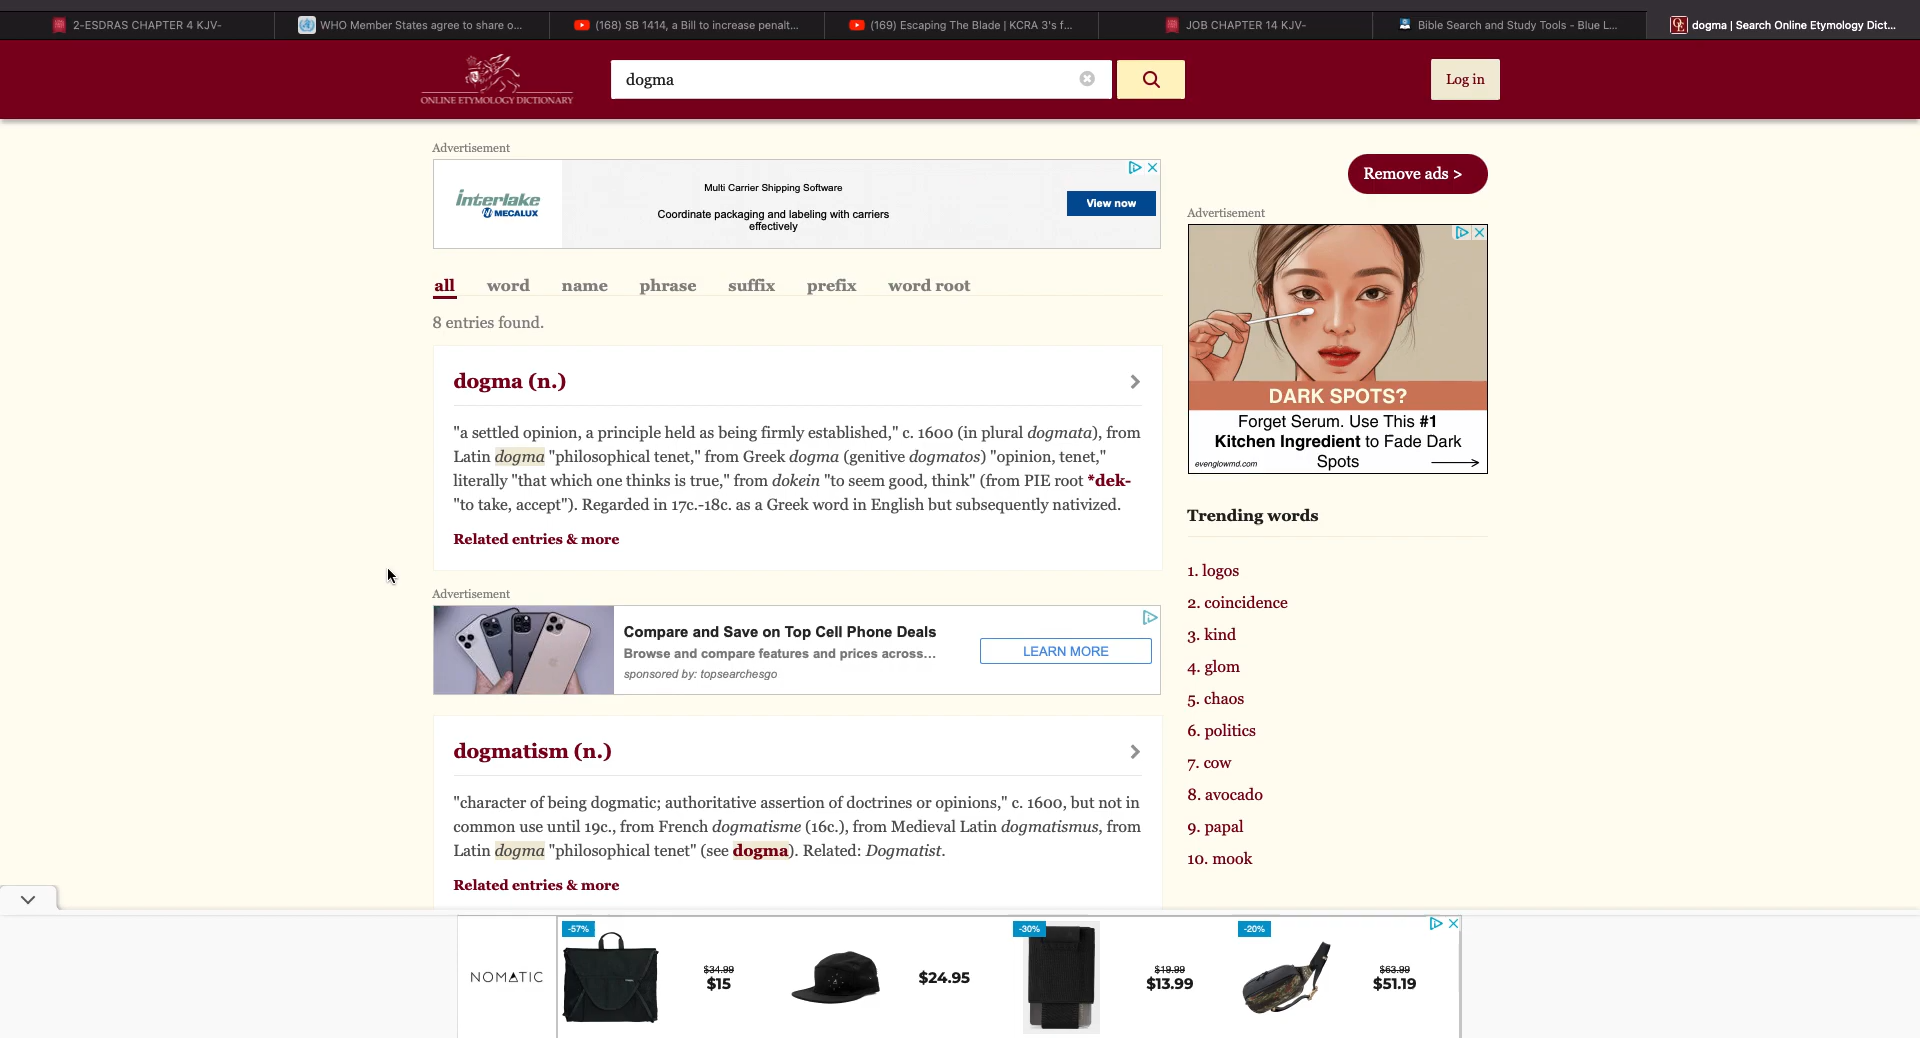 2-ESDRAS CHAPTER 4 KJV-
WHO Member States agree to share o...
(168) SB 1414, a Bill to increase penalt...
(169) Escaping The Blade | KCRA 3's f...
JOB CHAPTER 14 KJV-
Bible Search and Study Tools - Blue L...
dogma | Search Online Etymology Dict...
ONLINE ETYMOLOGY DICTIONARY
dogma
Log in
Advertisement
interlake
MECALUX
Multi Carrier Shipping Software
Coordinate packaging and labeling with carriers
effectively
View now
Remove ads >
Advertisement
DARK SPOTS?
Forget Serum. Use This #1
Kitchen Ingredient to Fade Dark
Spots
evenglowmd.com
all word name phrase suffix prefix word root
8 entries found.
dogma (n.)
"a settled opinion, a principle held as being firmly established," c. 1600 (in plural dogmata), from
Latin dogma "philosophical tenet," from Greek dogma (genitive dogmatos) "opinion, tenet,"
literally "that which one thinks is true," from dokein "to seem good, think" (from PIE root *dek-
"to take, accept"). Regarded in 17c.-18c. as a Greek word in English but subsequently nativized.
Related entries & more
Advertisement
Compare and Save on Top Cell Phone Deals
Browse and compare features and prices across...
sponsored by: topsearchesgo
LEARN MORE
dogmatism (n.)
"character of being dogmatic; authoritative assertion of doctrines or opinions," c. 1600, but not in
common use until 19c., from French dogmatisme (16c.), from Medieval Latin dogmatismus, from
Latin dogma "philosophical tenet" (see dogma). Related: Dogmatist.
Related entries & more
Trending words
1. logos
2. coincidence
3. kind
4. glom
5. chaos
6. politics
7. cow
8. avocado
9. papal
10. mook
NOMATIC
-57%
$34.99
$15
$24.95
-30%
$19.99
$13.99
-20%
$63.99
$51.19